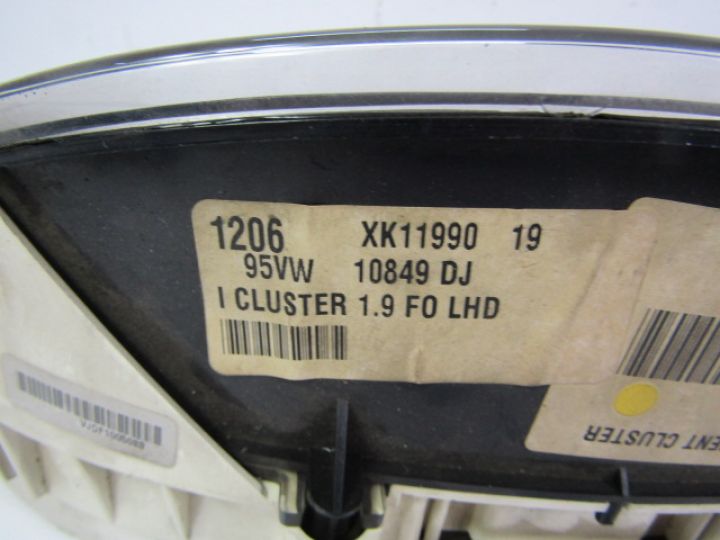 1206 XK11990 19
95VW 10849 DJ
I CLUSTER 1.9 FO LHD
ENT CLUSTER